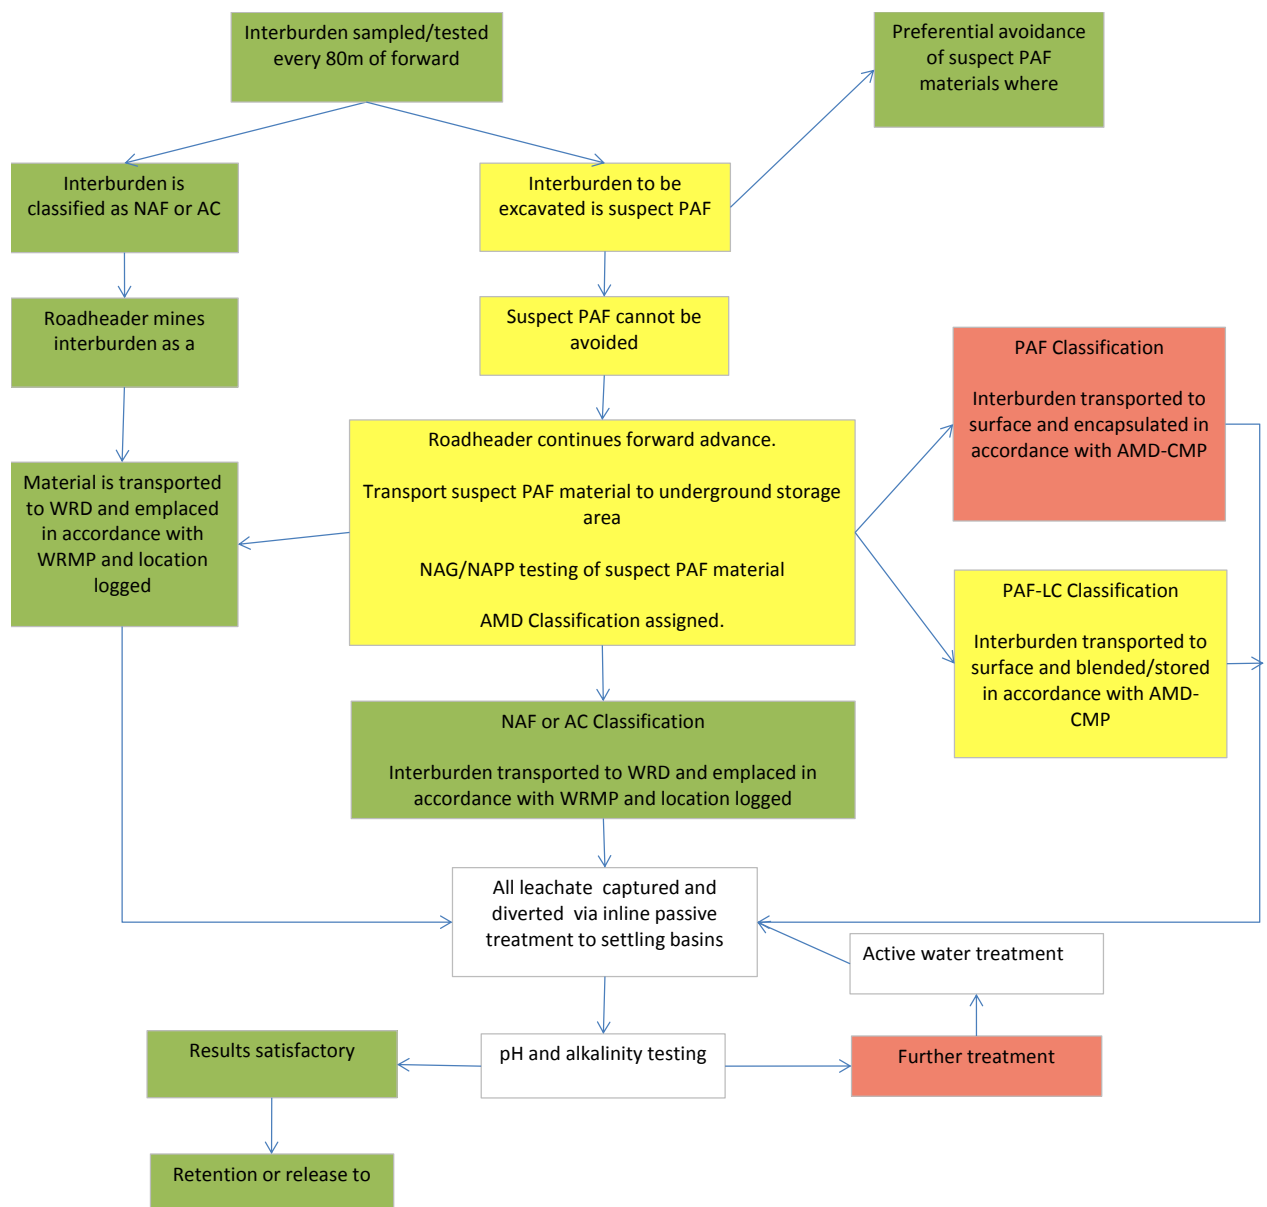 Interburden sampled/tested
every 80m of forward
Preferential avoidance
of suspect PAF
materials where
Interburden is
classified as NAF or AC
Interburden to be
excavated is suspect PAF
Roadheader mines
interburden as a
Suspect PAF cannot be
avoided
PAF Classification
Interburden transported to
surface and encapsulated in
accordance with AMD-CMP
Roadheader continues forward advance.
Transport suspect PAF material to underground storage
area
NAG/NAPP testing of suspect PAF material
AMD Classification assigned.
Material is transported
to WRD and emplaced
in accordance with
WRMP and location
logged
PAF-LC Classification
Interburden transported to
surface and blended/stored
in accordance with AMD-
CMP
NAF or AC Classification
Interburden transported to WRD and emplaced in
accordance with WRMP and location logged
All leachate captured and
diverted via inline passive
treatment to settling basins
Active water treatment
Results satisfactory
pH and alkalinity testing
Further treatment
Retention or release to